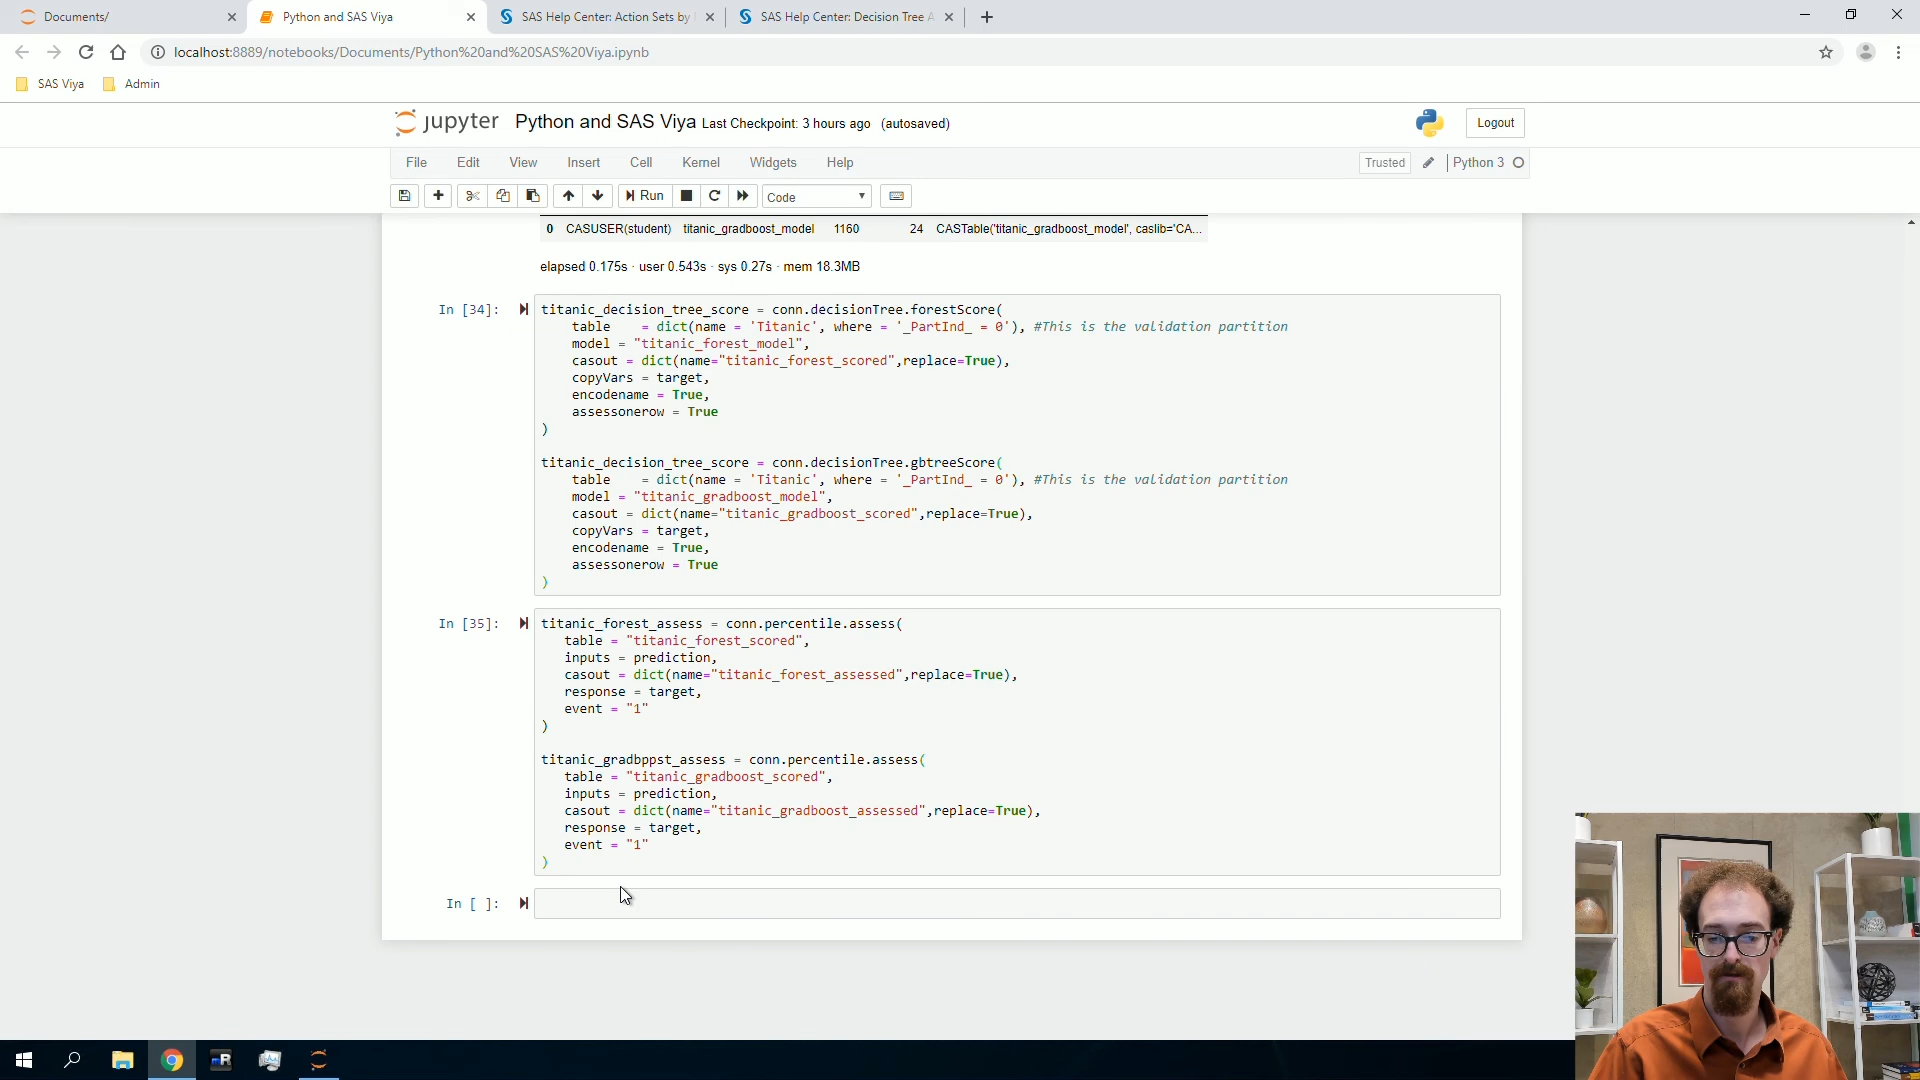 Documents/
Python and SAS Viya
SAS Help Center: Action Sets by
SAS Help Center: Decision Tree A
localhost:8889/notebooks/Documents/Python%20and%20SAS%20Viya.ipynb
SAS Viya
Admin
jupyter Python and SAS Viya Last Checkpoint: 3 hours ago (autosaved)
Logout
File Edit View Insert Cell Kernel Widgets Help
Trusted
Python 3
Run
Code
0 CASUSER(student) titanic_gradboost_model 1160 24 CASTable('titanic_gradboost_model', caslib='CA...
elapsed 0.175s · user 0.543s · sys 0.27s · mem 18.3MB
In [34]:
titanic_decision_tree_score = conn.decisionTree.forestScore(
table = dict(name = 'Titanic', where = '_PartInd_ = 0'), #This is the validation partition
model = "titanic_forest_model",
casout = dict(name="titanic_forest_scored",replace=True),
copyVars = target,
encodename = True,
assessonerow = True
)
titanic_decision_tree_score = conn.decisionTree.gbtreeScore(
table = dict(name = 'Titanic', where = '_PartInd_ = 0'), #This is the validation partition
model = "titanic_gradboost_model",
casout = dict(name="titanic_gradboost_scored",replace=True),
copyVars = target,
encodename = True,
assessonerow = True
)
In [35]:
titanic_forest_assess = conn.percentile.assess(
table = "titanic_forest_scored",
inputs = prediction,
casout = dict(name="titanic_forest_assessed",replace=True),
response = target,
event = "1"
)
titanic_gradbppst_assess = conn.percentile.assess(
table = "titanic_gradboost_scored",
inputs = prediction,
casout = dict(name="titanic_gradboost_assessed",replace=True),
response = target,
event = "1"
)
In [ ]: